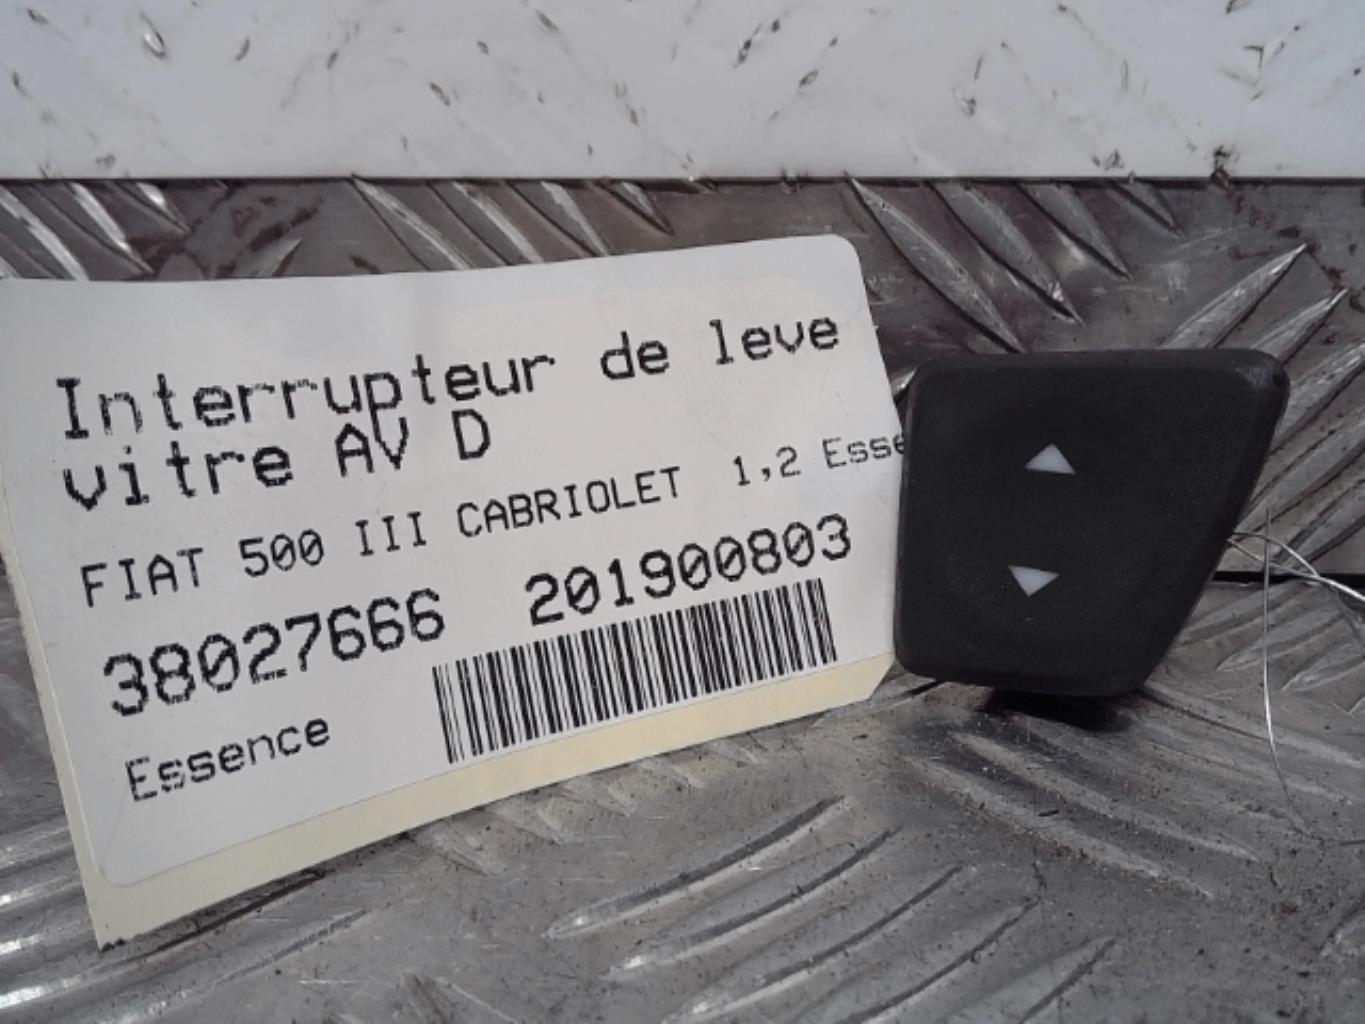 Interrupteur de leve
vitre AV D
FIAT 500 III CABRIOLET 1,2 Esse
38027666 201900803
Essence